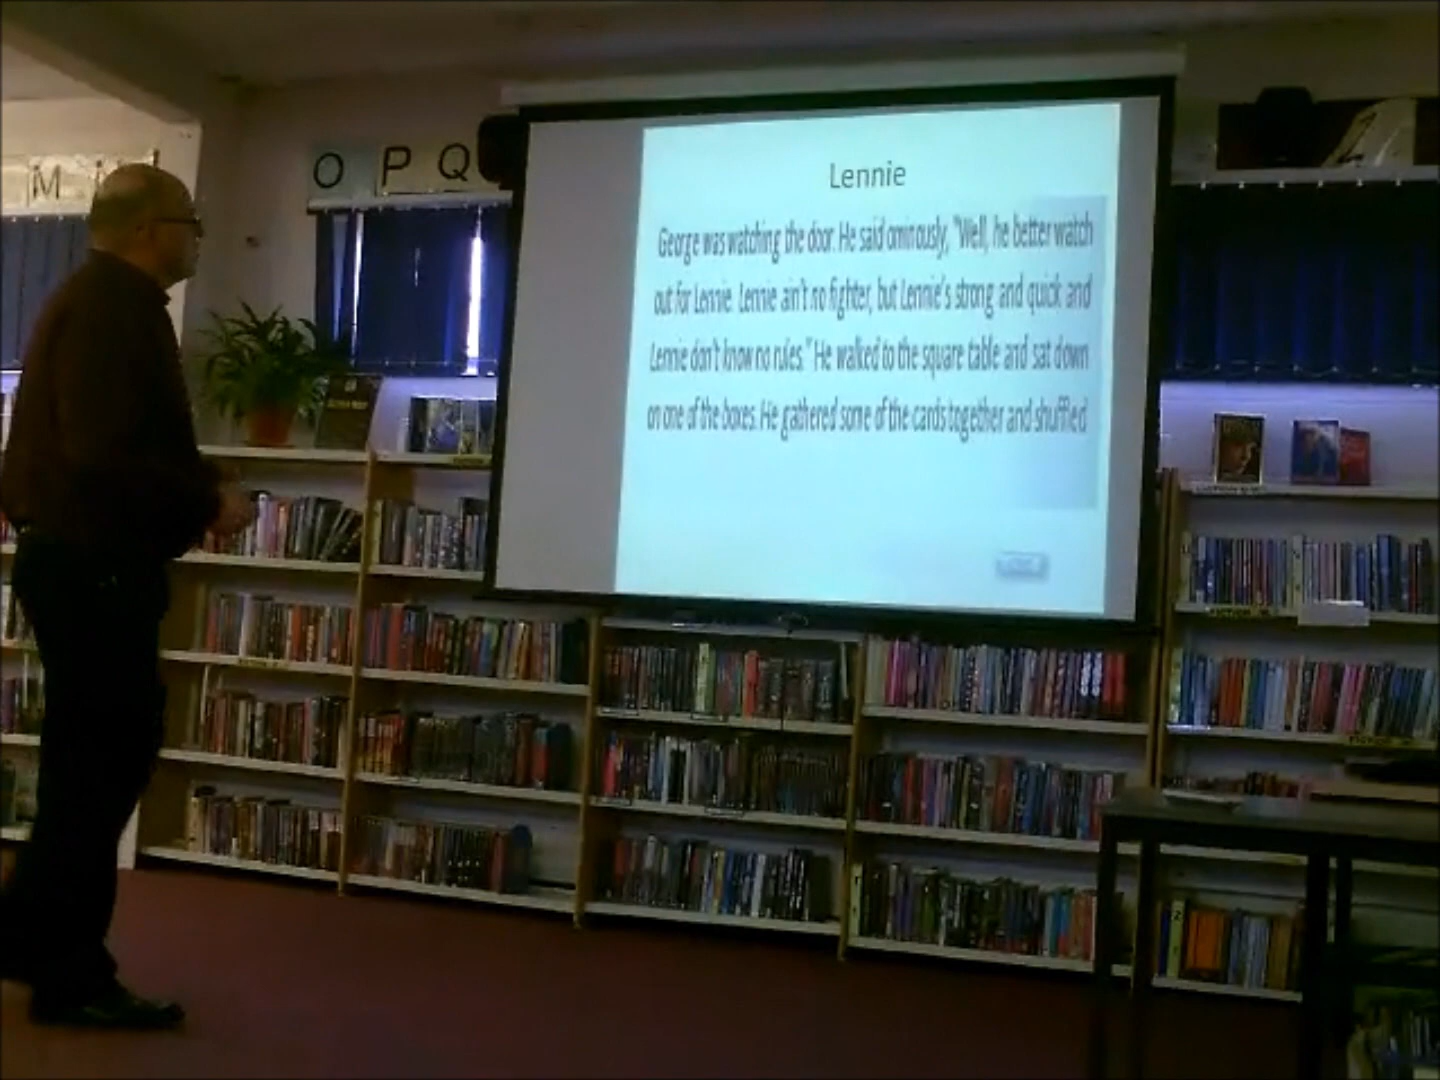 M
O P Q
Z
Lennie
George was watching the door. He said ominously, "Well, he better watch
out for Lennie. Lennie ain't no fighter, but Lennie's strong and quick and
Lennie don't know no rules." He walked to the square table and sat down
on one of the boxes. He gathered some of the cards together and shuffled